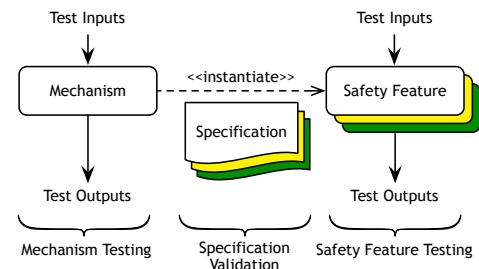 Test Inputs
Test Inputs
<<instantiate>>
Mechanism
Safety Feature
Specification
Test Outputs
Test Outputs
Mechanism Testing
Specification
Validation
Safety Feature Testing